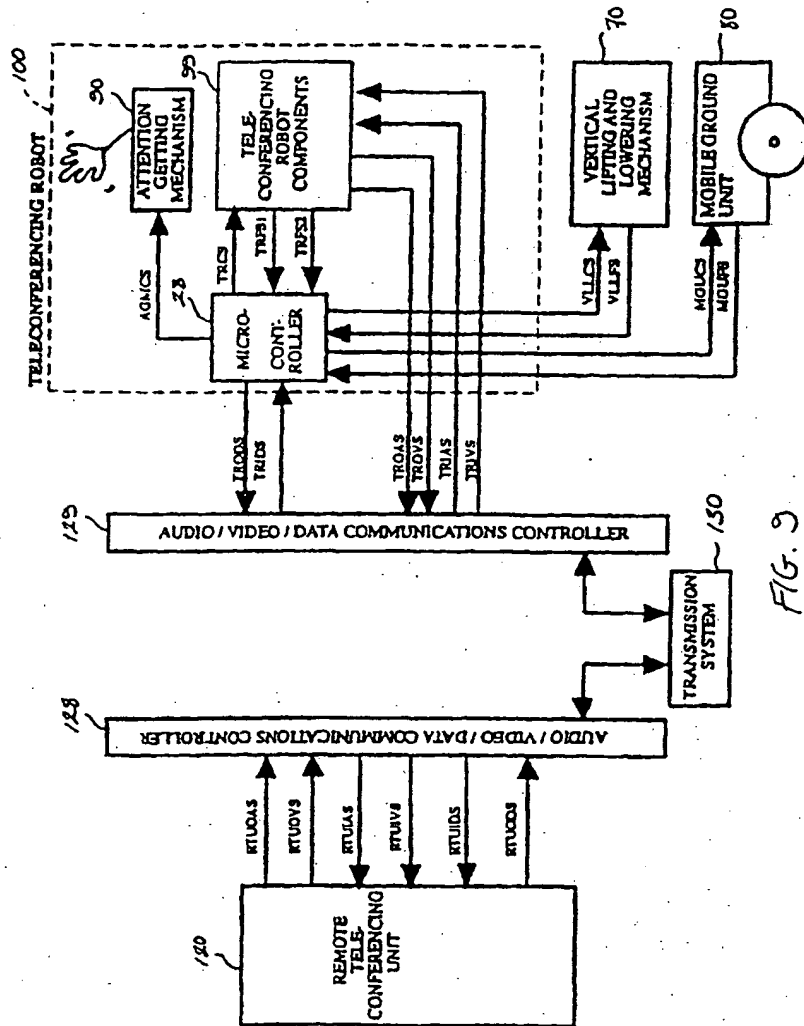 TELECONFERENCING ROBOT
100
90
ATTENTION
GETTING
MECHANISM
99
TELE-
CONFERENCING
ROBOT
COMPONENTS
AGMCS
TRCS
TRFS1
TRFS2
28
MICRO-
CONT-
ROLLER
70
VERTICAL
LIFTING AND
LOWERING
MECHANISM
80
MOBILE GROUND
UNIT
VLLCS
VLLFS
MGUCS
MGUFS
TRODS
TRIDS
TROAS
TROVS
TRIAS
TRIVS
129
AUDIO / VIDEO / DATA COMMUNICATIONS CONTROLLER
130
TRANSMISSION
SYSTEM
128
AUDIO / VIDEO / DATA COMMUNICATIONS CONTROLLER
RTUOAS
RTUOVS
RTUIAS
RTUIVS
RTUIDS
RTUODS
120
REMOTE
TELE-
CONFERENCING
UNIT
FIG. 9